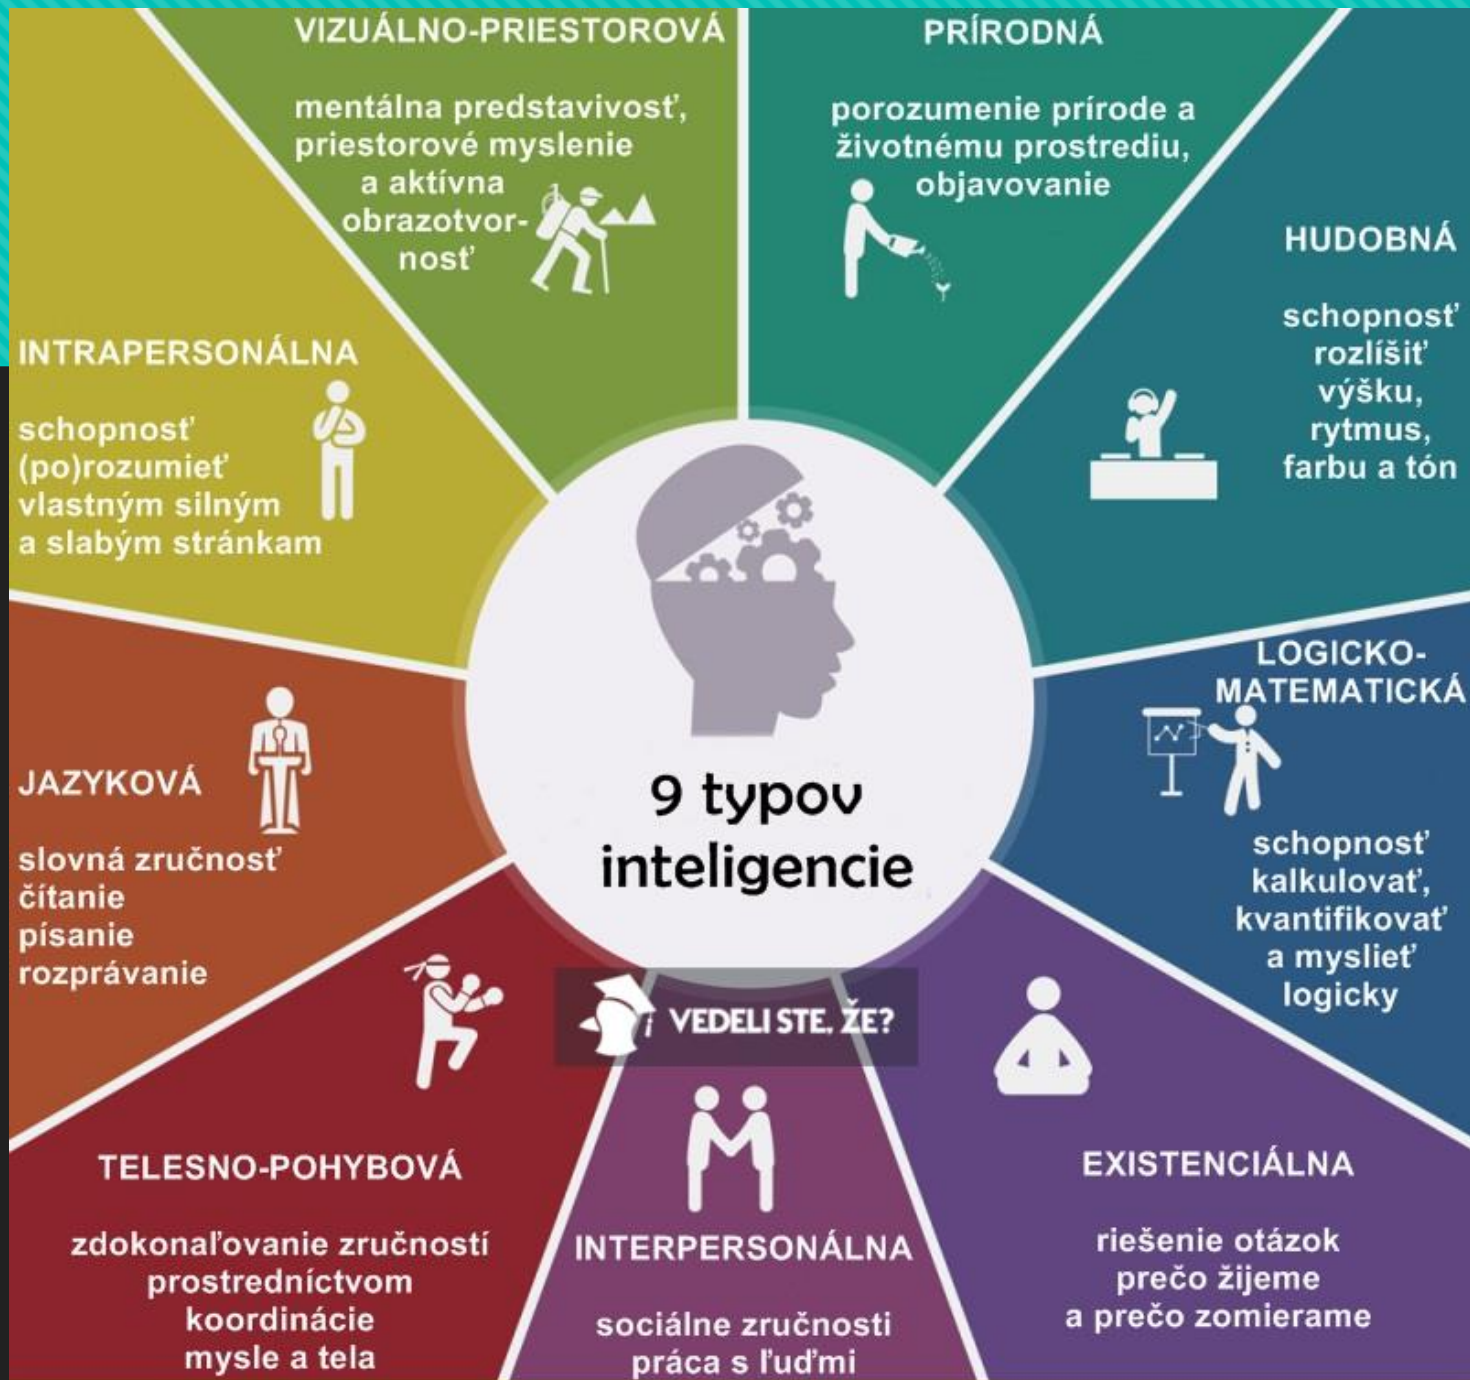 VIZUÁLNO-PRIESTOROVÁ
mentálna predstavivosť,
priestorové myslenie
a aktívna
obrazotvor-
nosť
PRÍRODNÁ
porozumenie prírode a
životnému prostrediu,
objavovanie
HUDOBNÁ
schopnosť
rozlíšiť
výšku,
rytmus,
farbu a tón
LOGICKO-
MATEMATICKÁ
schopnosť
kalkulovať,
kvantifikovať
a myslieť
logicky
EXISTENCIÁLNA
riešenie otázok
prečo žijeme
a prečo zomierame
INTERPERSONÁLNA
sociálne zručnosti
práca s ľuďmi
TELESNO-POHYBOVÁ
zdokonaľovanie zručností
prostredníctvom
koordinácie
mysle a tela
JAZYKOVÁ
slovná zručnosť
čítanie
písanie
rozprávanie
INTRAPERSONÁLNA
schopnosť
(po)rozumieť
vlastným silným
a slabým stránkam
9 typov
inteligencie
VEDELI STE, ŽE?